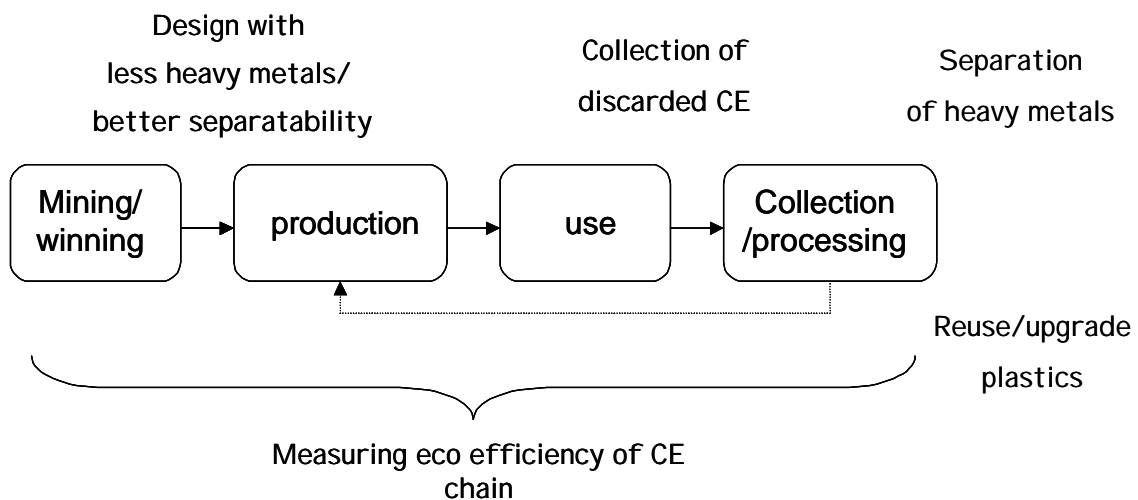 Design with
less heavy metals/
better separatability
Collection of
discarded CE
Separation
of heavy metals
Mining/
winning
production
use
Collection
/processing
Reuse/upgrade
plastics
Measuring eco efficiency of CE
chain